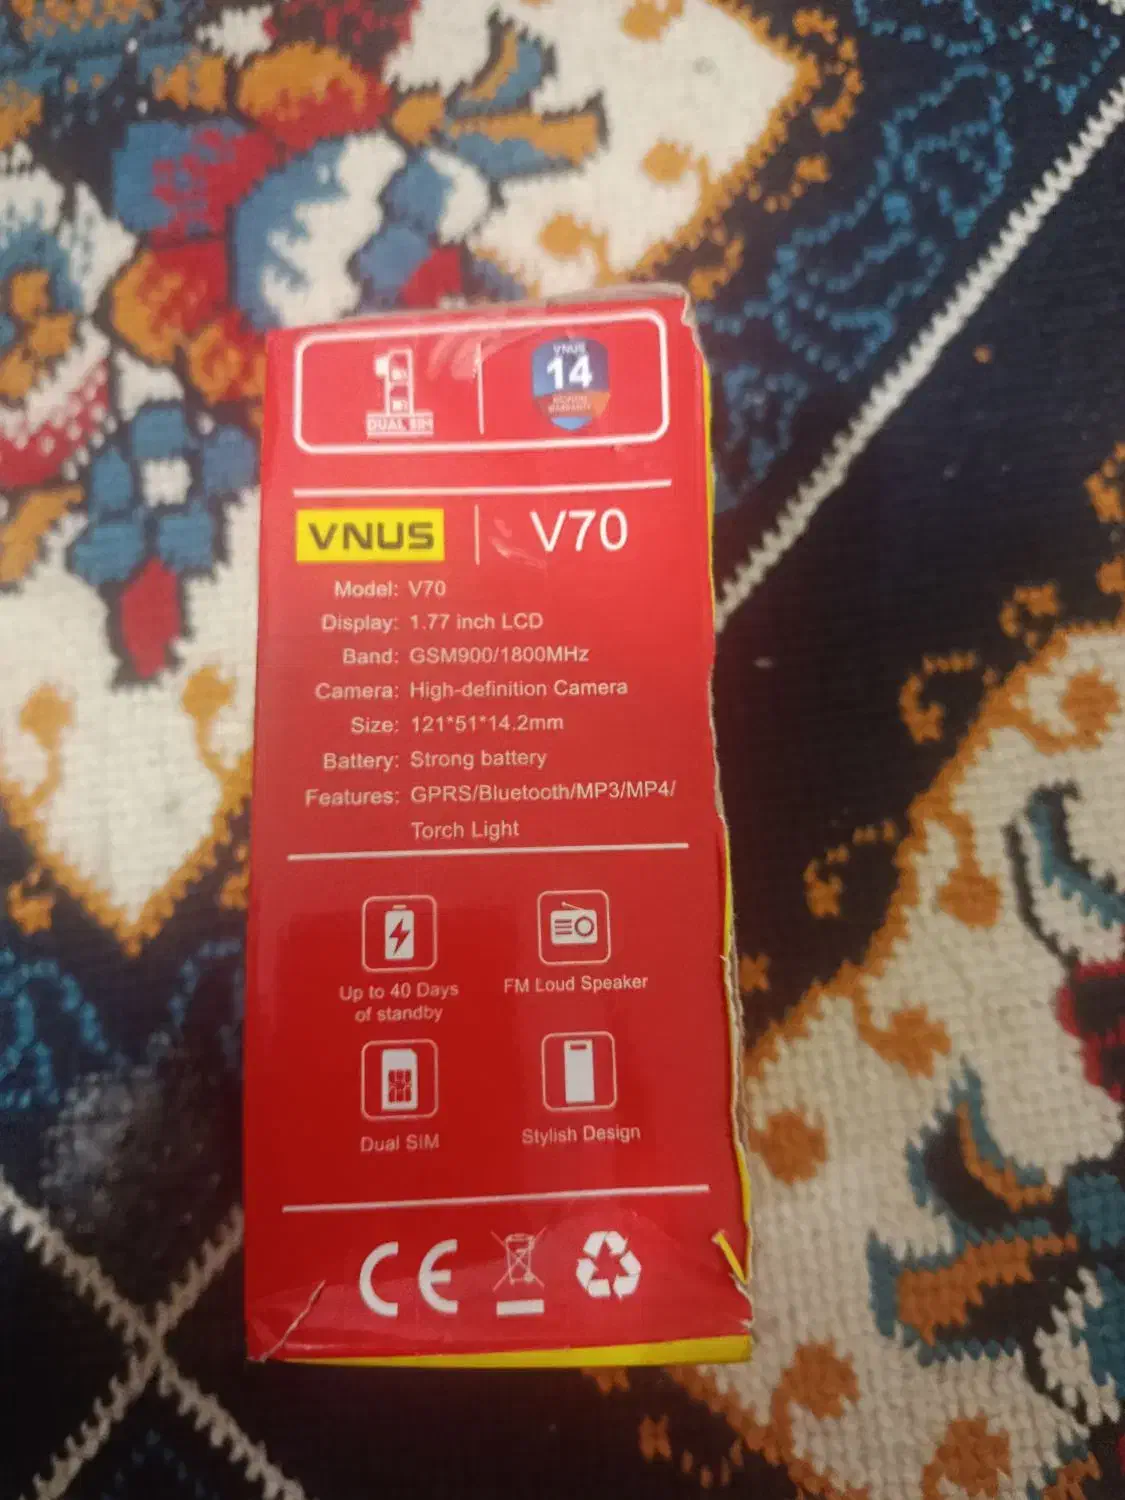 DUAL SIM
VNUS
14
MONTHS
WARRANTY
VNUS | V70
Model: V70
Display: 1.77 inch LCD
Band: GSM900/1800MHz
Camera: High-definition Camera
Size: 121*51*14.2mm
Battery: Strong battery
Features: GPRS/Bluetooth/MP3/MP4/
Torch Light
Up to 40 Days
of standby
FM Loud Speaker
Dual SIM
Stylish Design
CE